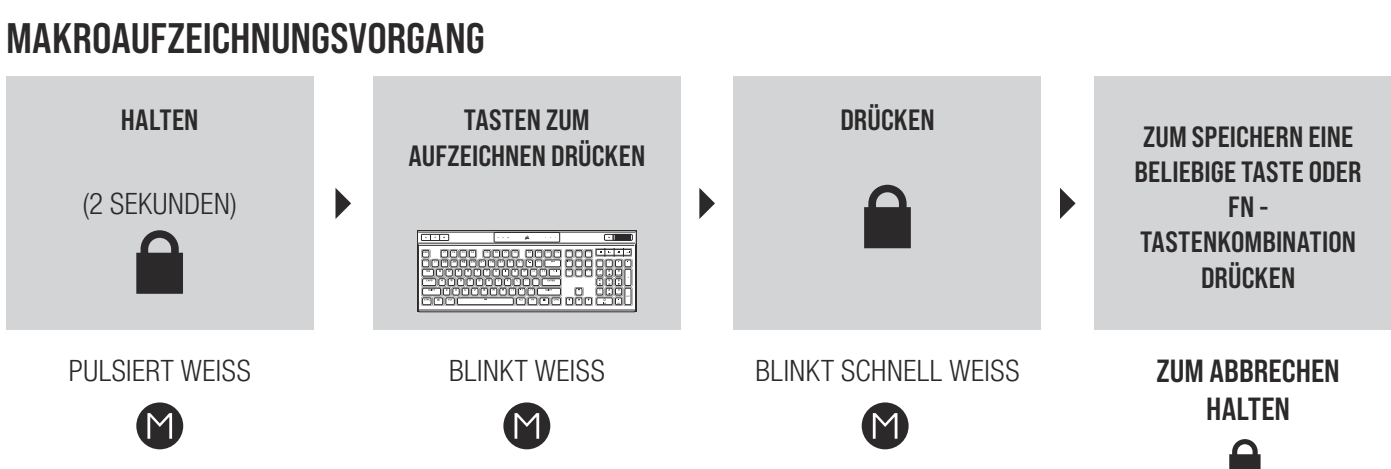 MAKROAUFZEICHNUNGSVORGANG
HALTEN
(2 SEKUNDEN)
PULSIERT WEISS
M
TASTEN ZUM
AUFZEICHNEN DRÜCKEN
BLINKT WEISS
M
DRÜCKEN
BLINKT SCHNELL WEISS
M
ZUM SPEICHERN EINE
BELIEBIGE TASTE ODER
FN -
TASTENKOMBINATION
DRÜCKEN
ZUM ABBRECHEN
HALTEN